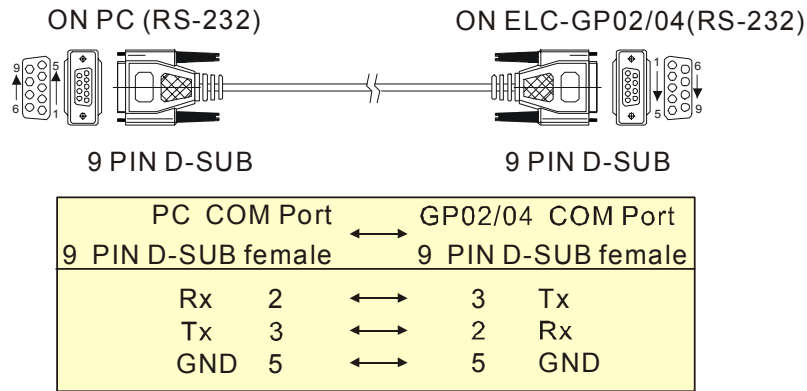 ON PC (RS-232) ON ELC-GP02/04(RS-232)
9 5 1 6
6 1 5 9
9 PIN D-SUB 9 PIN D-SUB
PC COM Port ↔ GP02/04 COM Port
9 PIN D-SUB female 9 PIN D-SUB female
Rx 2 ↔ 3 Tx
Tx 3 ↔ 2 Rx
GND 5 ↔ 5 GND